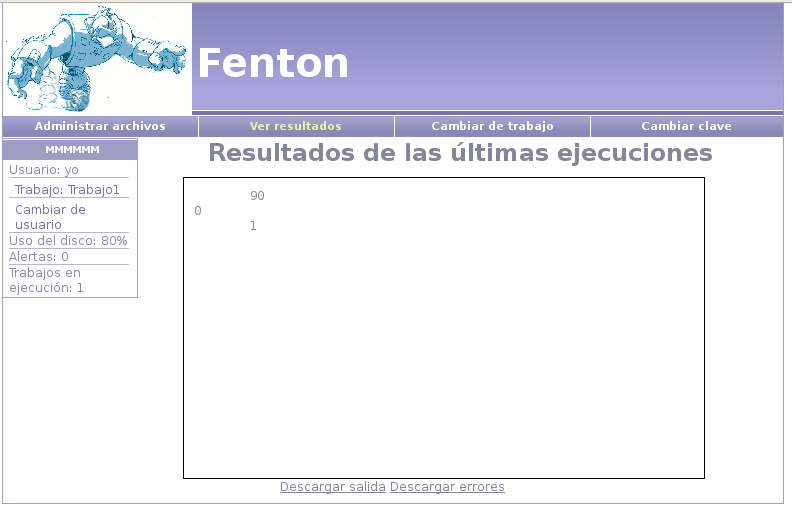 Fenton
Administrar archivos
Ver resultados
Cambiar de trabajo
Cambiar clave
MMMMMM
Usuario: yo
Trabajo: Trabajo1
Cambiar de
usuario
Uso del disco: 80%
Alertas: 0
Trabajos en
ejecución: 1
Resultados de las últimas ejecuciones
90
0
1
Descargar salida Descargar errores